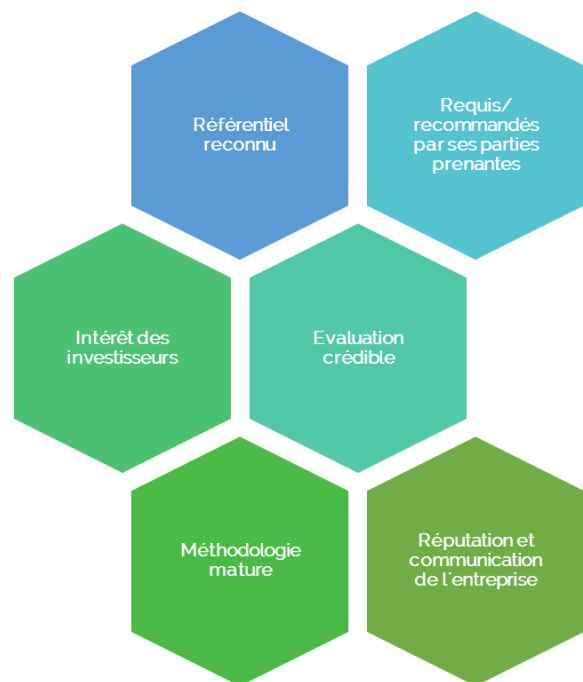 Référentiel
reconnu
Requis/
recommandés
par ses parties
prenantes
Intérêt des
investisseurs
Evaluation
crédible
Méthodologie
mature
Réputation et
communication
de l'entreprise